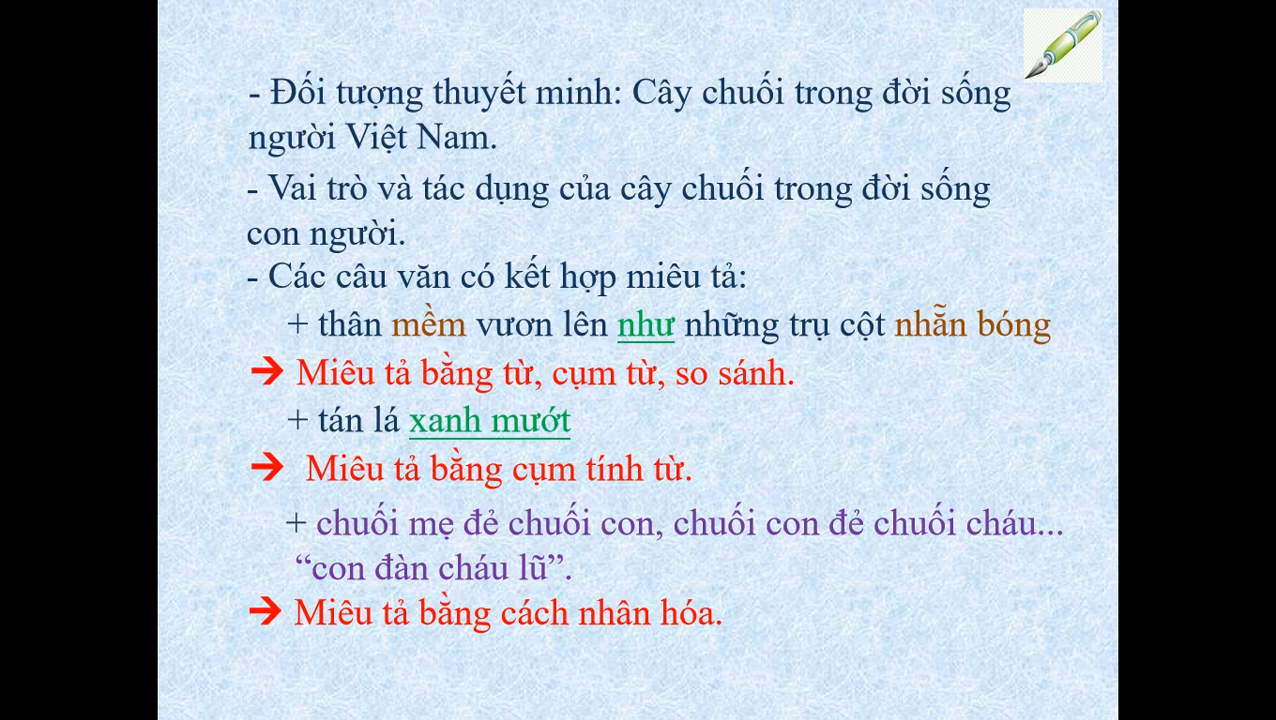 - Đối tượng thuyết minh: Cây chuối trong đời sống
người Việt Nam.
- Vai trò và tác dụng của cây chuối trong đời sống
con người.
- Các câu văn có kết hợp miêu tả:
+ thân mềm vươn lên như những trụ cột nhẵn bóng
➔ Miêu tả bằng từ, cụm từ, so sánh.
+ tán lá xanh mướt
➔ Miêu tả bằng cụm tính từ.
+ chuối mẹ đẻ chuối con, chuối con đẻ chuối cháu...
“con đàn cháu lũ”.
➔ Miêu tả bằng cách nhân hóa.